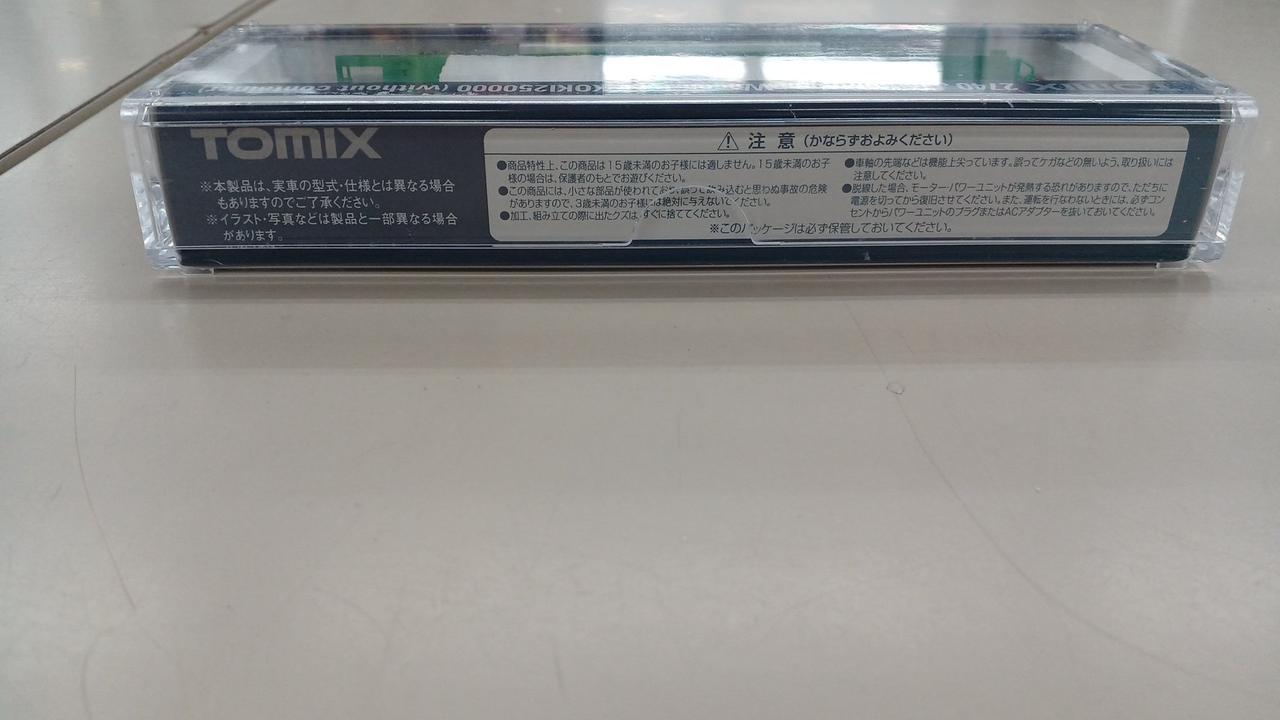 KOKI250000 (without container)
2740
TOMIX
※本製品は、実車の型式・仕様とは異なる場合
もありますのでご了承ください。
※イラスト・写真などは製品と一部異なる場合
があります。
⚠ 注 意 (かならずおよみください)
●商品特性上、この商品は15歳未満のお子様には適しません。15歳未満のお子
様の場合は、保護者のもとでお遊びください。
●この商品には、小さな部品が使われており、誤って飲み込むと思わぬ事故の危険
がありますので、3歳未満のお子様には絶対に与えないでください。
●加工、組み立ての際に出たクズは、すぐに捨ててください。
●車軸の先端などは機能上尖っています。誤ってケガなどの無いよう、取り扱いには
注意してください。
●脱線した場合、モーター・パワーユニットが発熱する恐れがありますので、ただちに
電源を切ってから復旧させてください。また、運転を行なわないときには、必ずコン
セントからパワーユニットのプラグまたはACアダプターを抜いておいてください。
※このパッケージは必ず保管しておいてください。